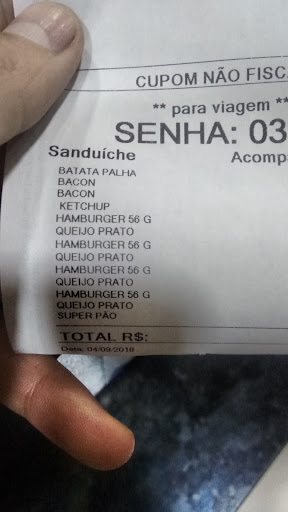 CUPOM NÃO FISC
** para viagem **
SENHA: 03
Sanduíche Acomp
BATATA PALHA
BACON
BACON
KETCHUP
HAMBURGER 56 G
QUEIJO PRATO
HAMBURGER 56 G
QUEIJO PRATO
HAMBURGER 56 G
QUEIJO PRATO
HAMBURGER 56 G
QUEIJO PRATO
SUPER PÃO
TOTAL R$:
Data: 04/09/2018